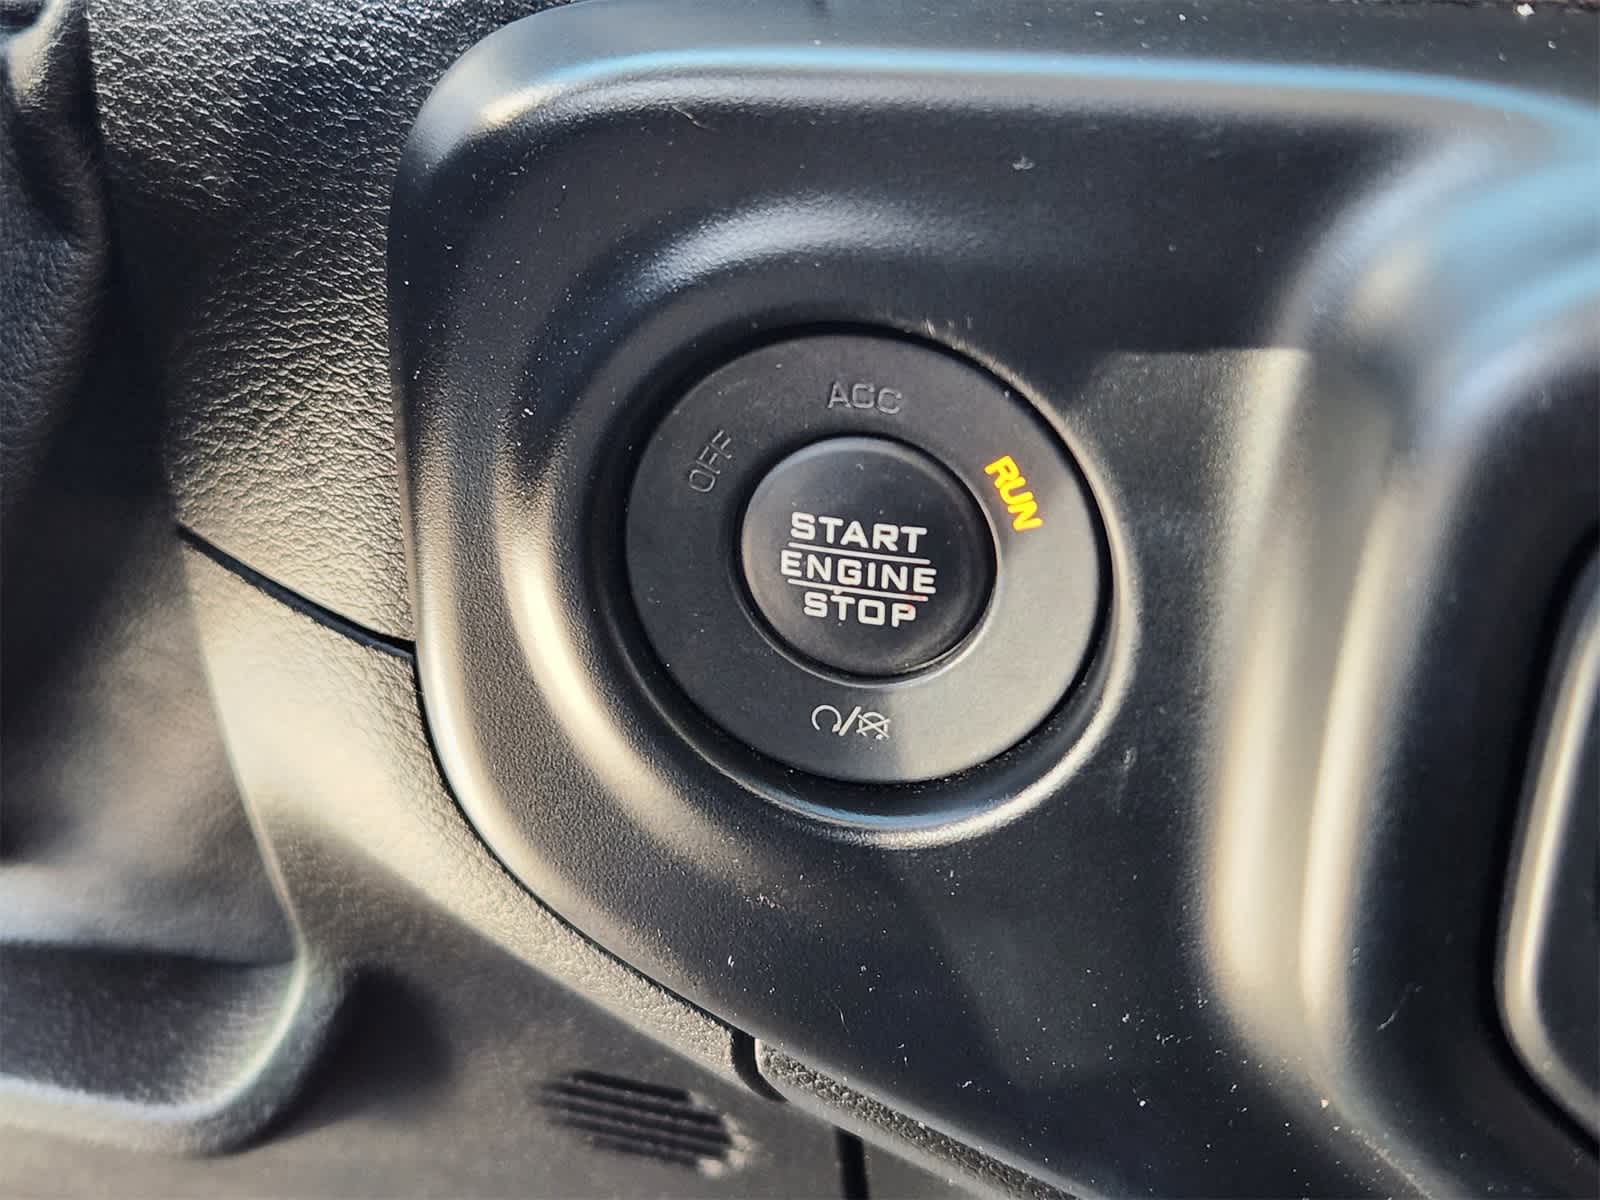 ACC
OFF
RUN
START
ENGINE
STOP